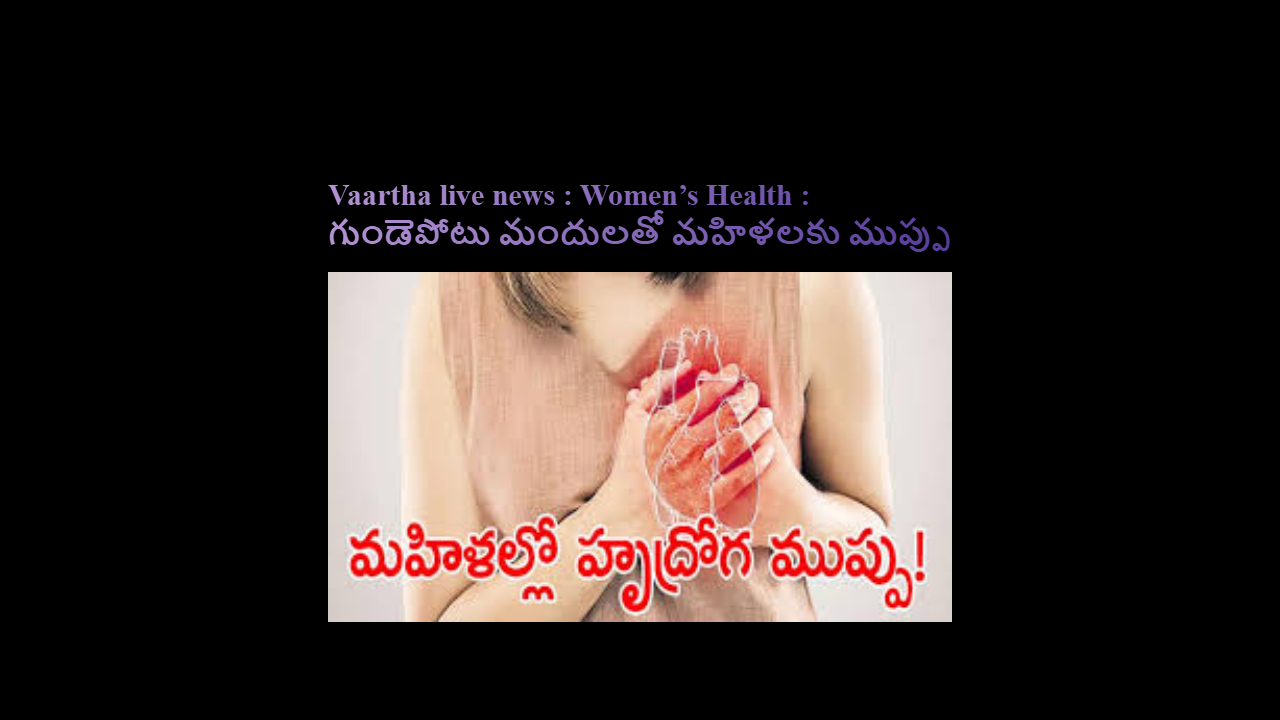 Vaartha live news : Women’s Health :
గుండెపోటు మందులతో మహిళలకు ముప్పు
మహిళల్లో హృద్రోగ ముప్పు!